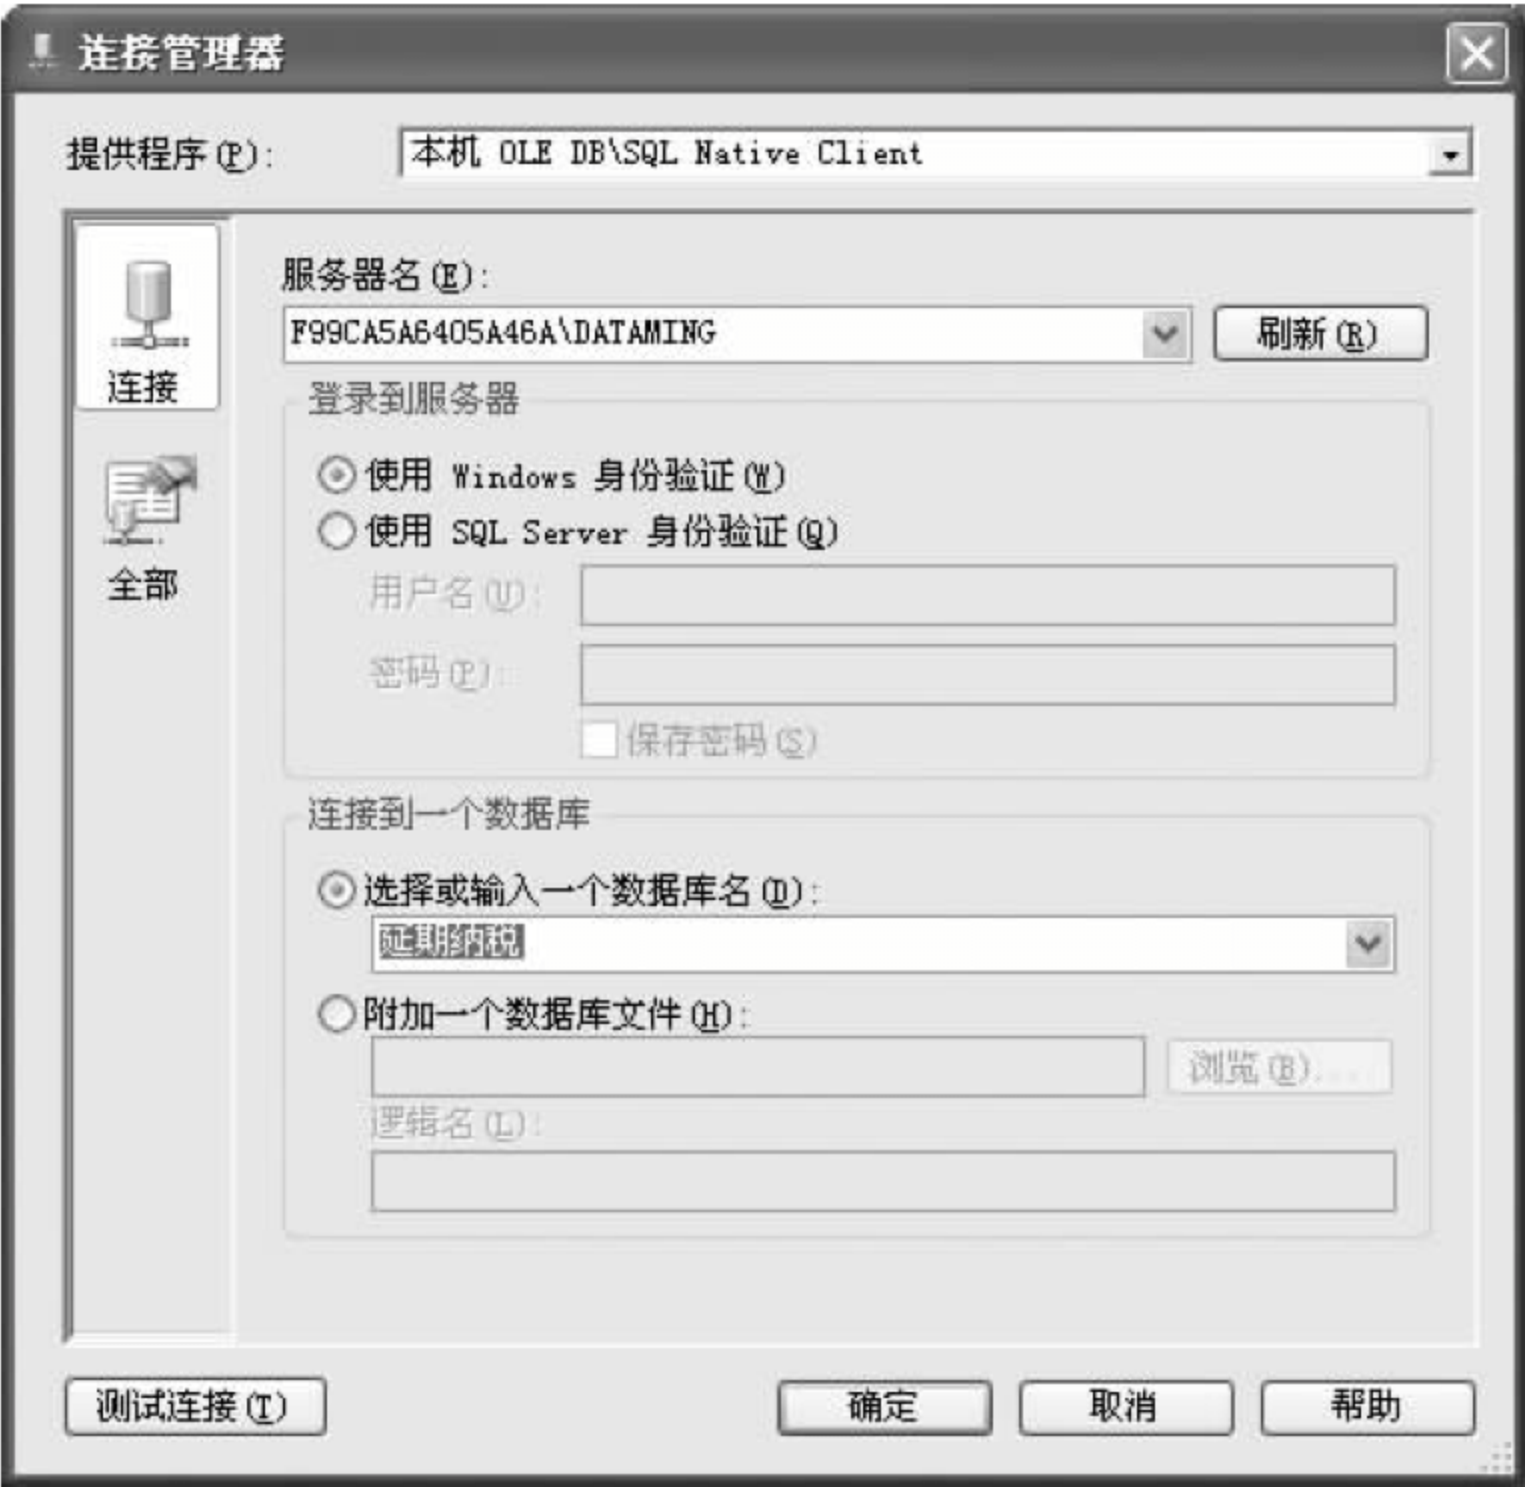 连接管理器
提供程序(P): 本机 OLE DB\SQL Native Client
连接
全部
服务器名(E):
F99CA5A6405A46A\DATAMING 刷新(R)
登录到服务器
使用 Windows 身份验证(W)
使用 SQL Server 身份验证(Q)
用户名(U):
密码(P):
保存密码(S)
连接到一个数据库
选择或输入一个数据库名(D):
延期纳税
附加一个数据库文件(H):
浏览(B)...
逻辑名(L):
测试连接(T) 确定 取消 帮助